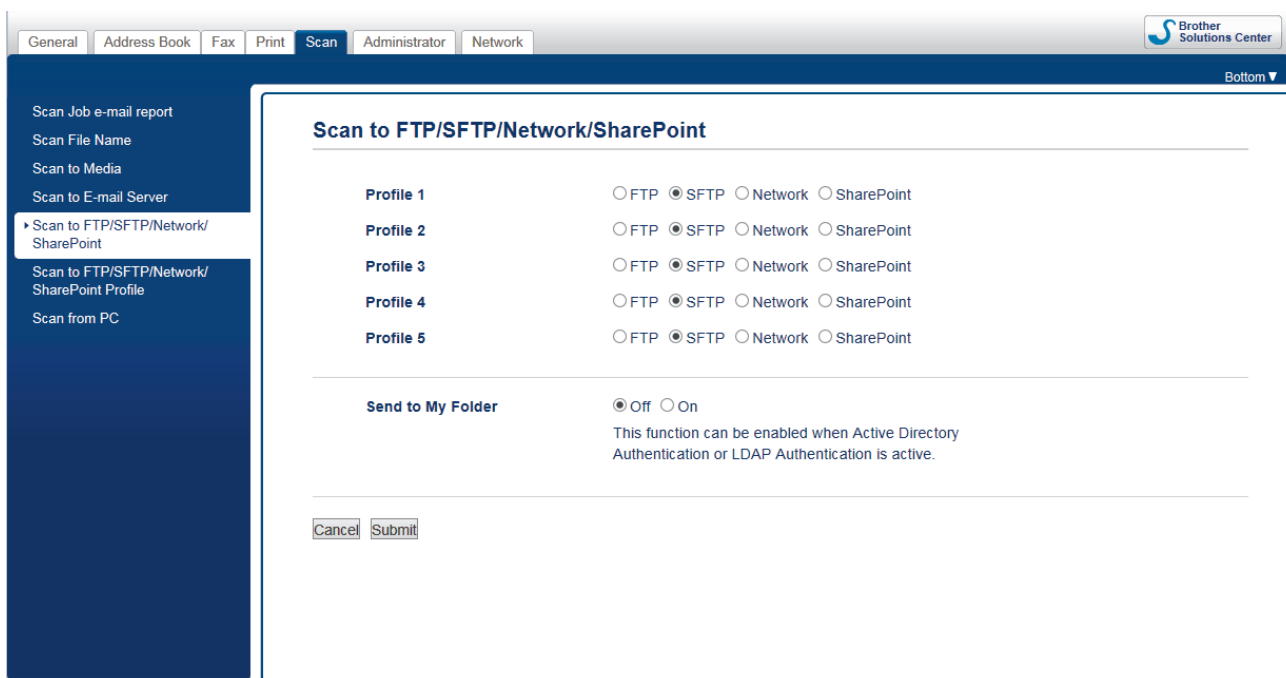 General Address Book Fax Print Scan Administrator Network
Brother
Solutions Center
Bottom▼
Scan Job e-mail report
Scan File Name
Scan to Media
Scan to E-mail Server
Scan to FTP/SFTP/Network/
SharePoint
Scan to FTP/SFTP/Network/
SharePoint Profile
Scan from PC
Scan to FTP/SFTP/Network/SharePoint
Profile 1 FTP SFTP Network SharePoint
Profile 2 FTP SFTP Network SharePoint
Profile 3 FTP SFTP Network SharePoint
Profile 4 FTP SFTP Network SharePoint
Profile 5 FTP SFTP Network SharePoint
Send to My Folder Off On
This function can be enabled when Active Directory
Authentication or LDAP Authentication is active.
Cancel Submit